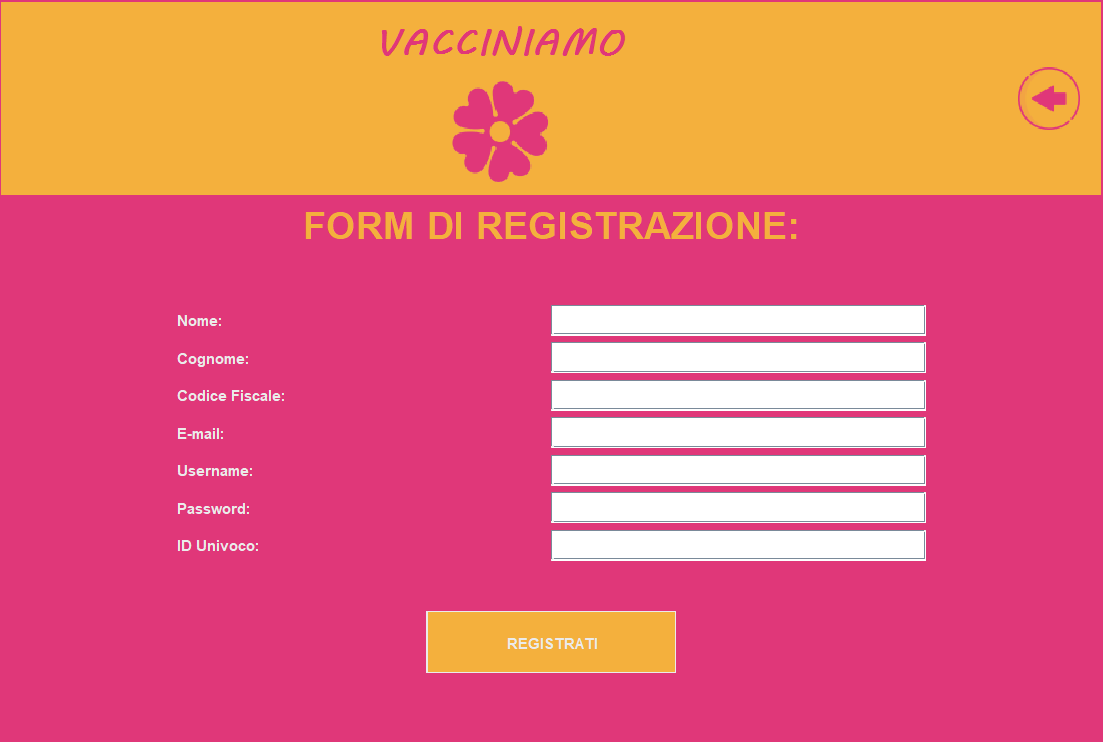 VACCINIAMO
FORM DI REGISTRAZIONE:
Nome:
Cognome:
Codice Fiscale:
E-mail:
Username:
Password:
ID Univoco:
REGISTRATI